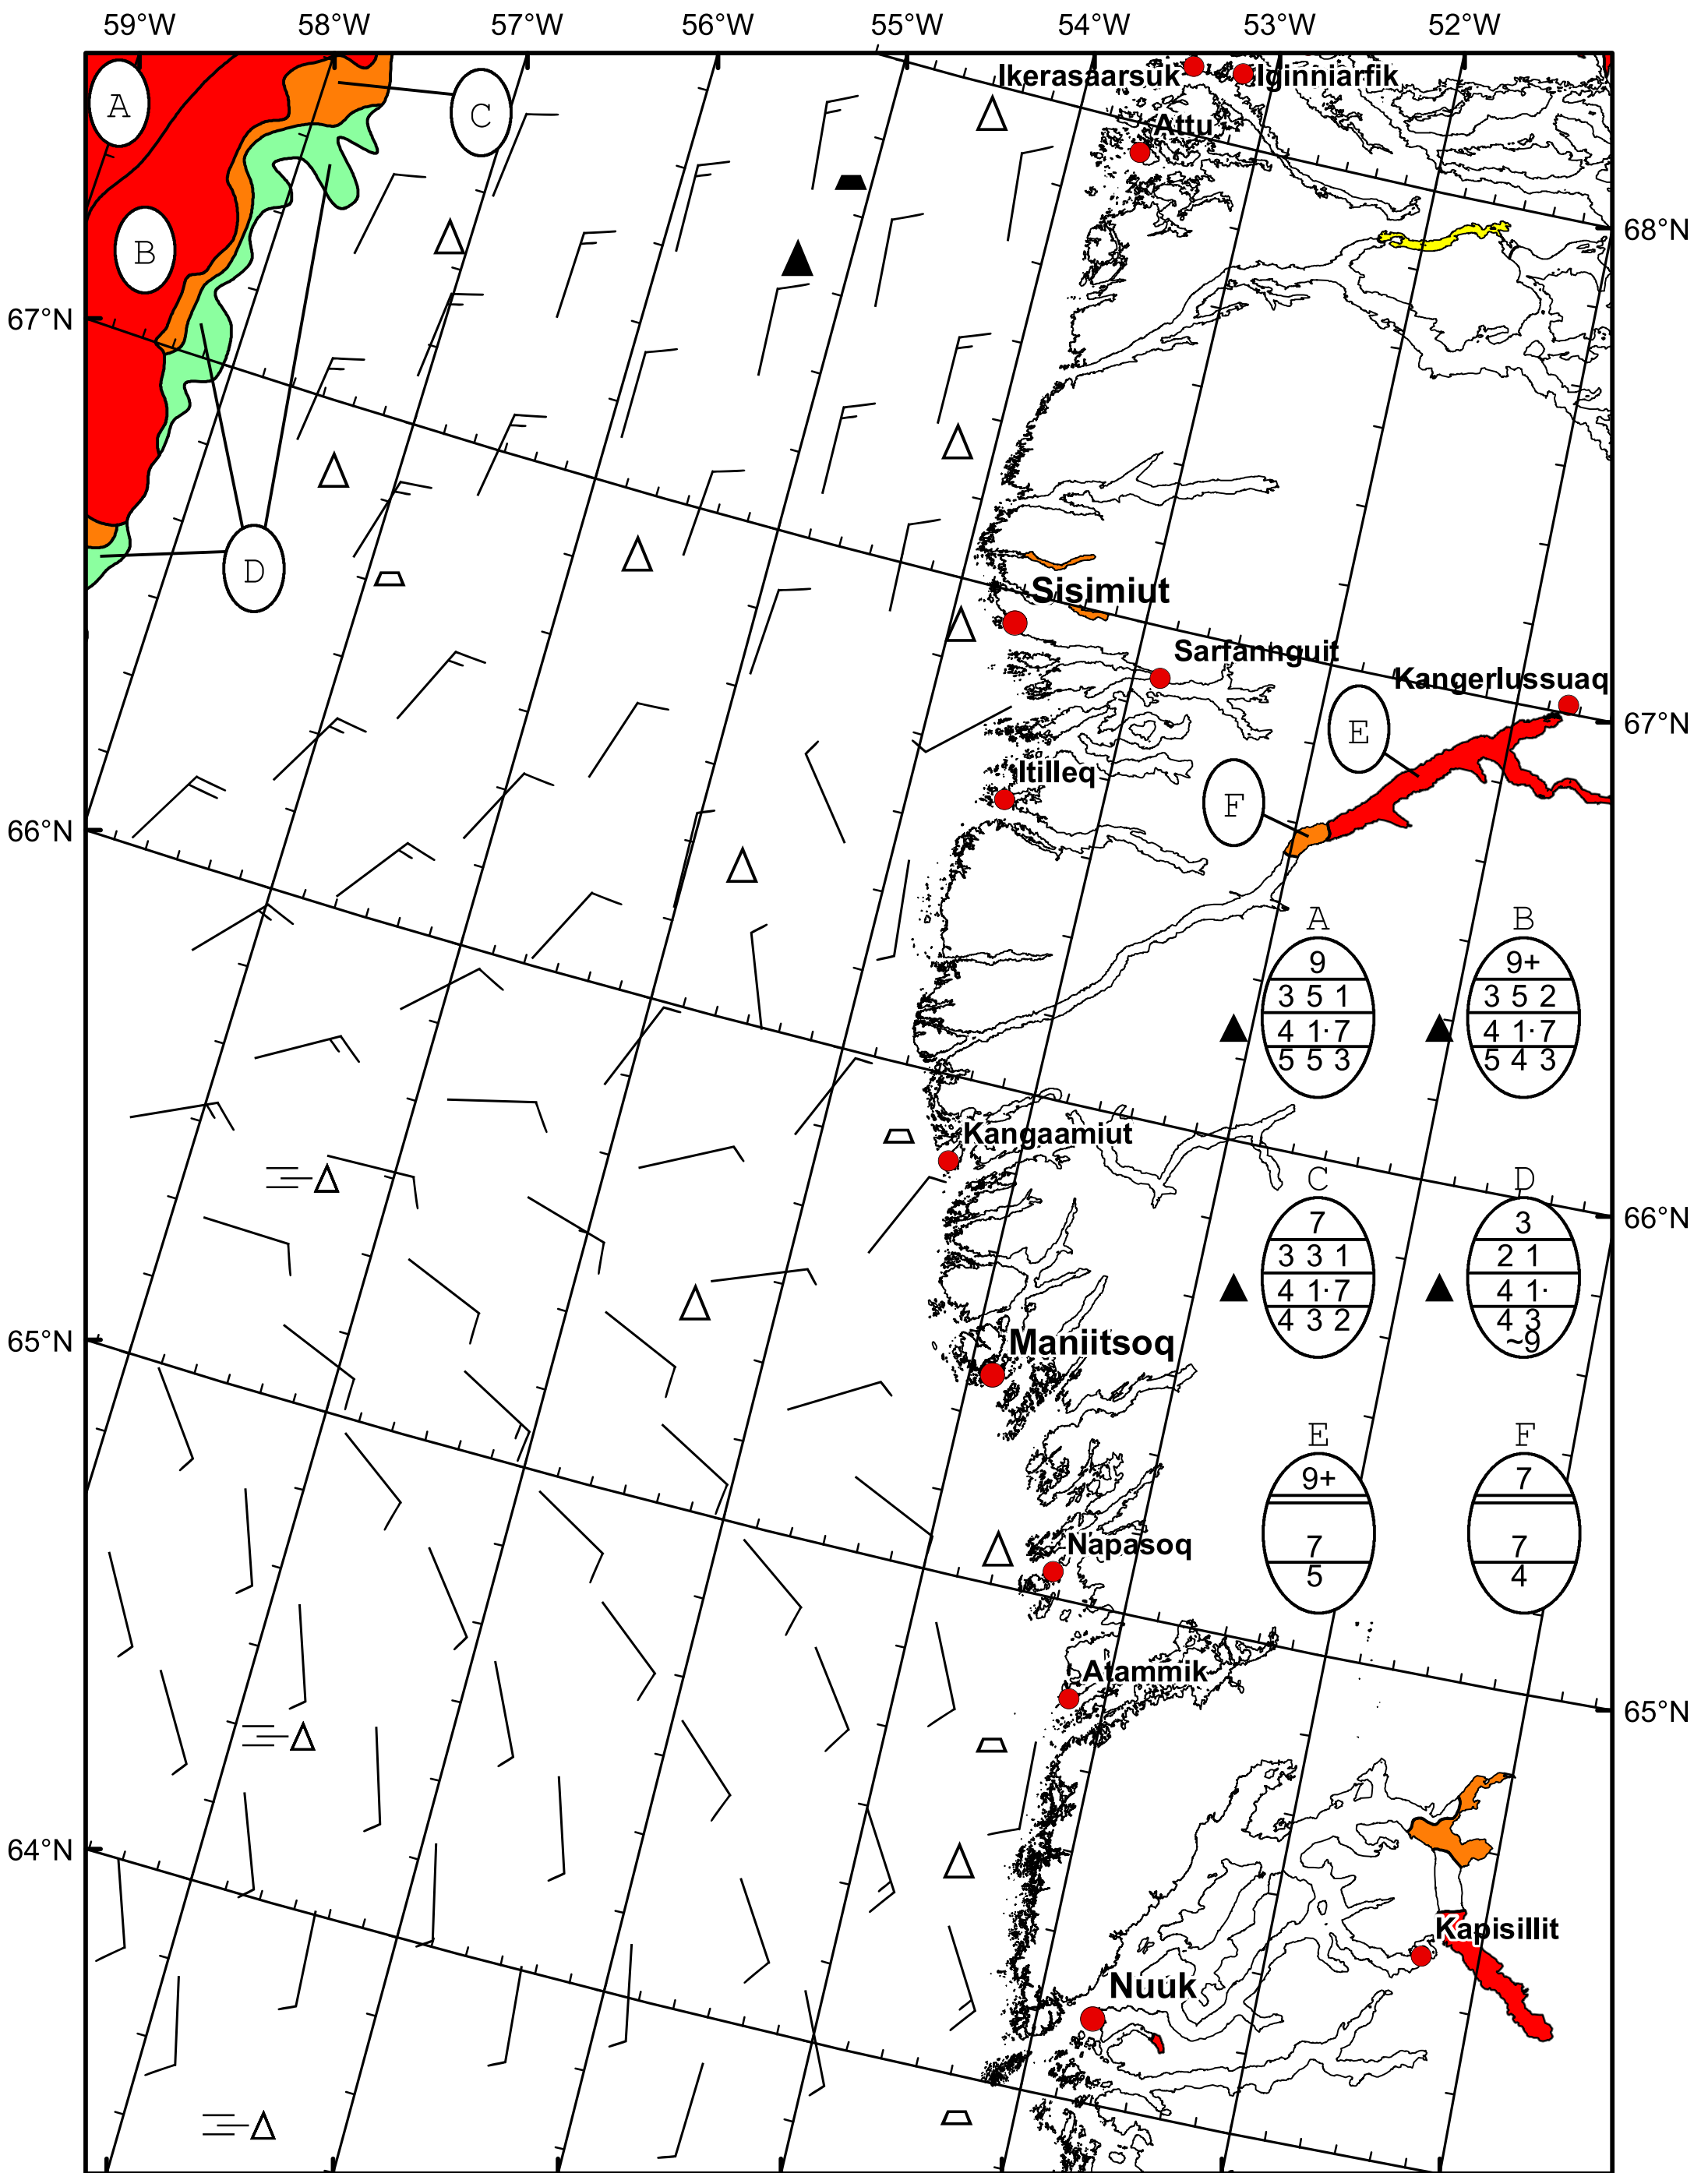 59°W 58°W 57°W 56°W 55°W 54°W 53°W 52°W
Ikerasaarsuk
Iginniarfik
A
C
Attu
B
68°N
67°N
D
Sisimiut
Sarfannguit
Kangerlussuaq
67°N
E
Itilleq
F
66°N
A B
9 9+
3 5 1 3 5 2
4 1·7 4 1·7
5 5 3 5 4 3
Kangaamiut
C D
7 3
3 3 1 2 1
4 1·7 4 1·
4 3 2 4 3
~9
66°N
65°N
Maniitsoq
E F
9+ 7
7 7
5 4
Napasoq
Atammik
65°N
64°N
Kapisillit
Nuuk